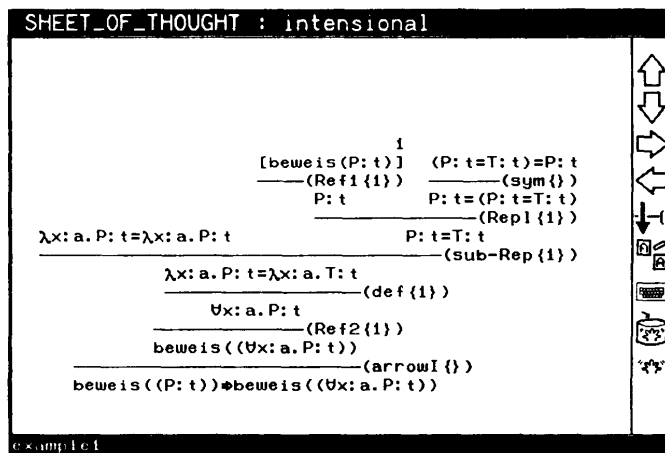 SHEET_OF_THOUGHT : intensional
1
[beweis(P:t)] (P:t=T:t)=P:t
(Ref1{1}) (sym{})
P:t P:t=(P:t=T:t)
(Repl{1})
λx:a.P:t=λx:a.P:t P:t=T:t
(sub-Rep{1})
λx:a.P:t=λx:a.T:t
(def{1})
∀x:a.P:t
(Ref2{1})
beweis((∀x:a.P:t))
(arrowI{})
beweis((P:t))⇒beweis((∀x:a.P:t))
example1